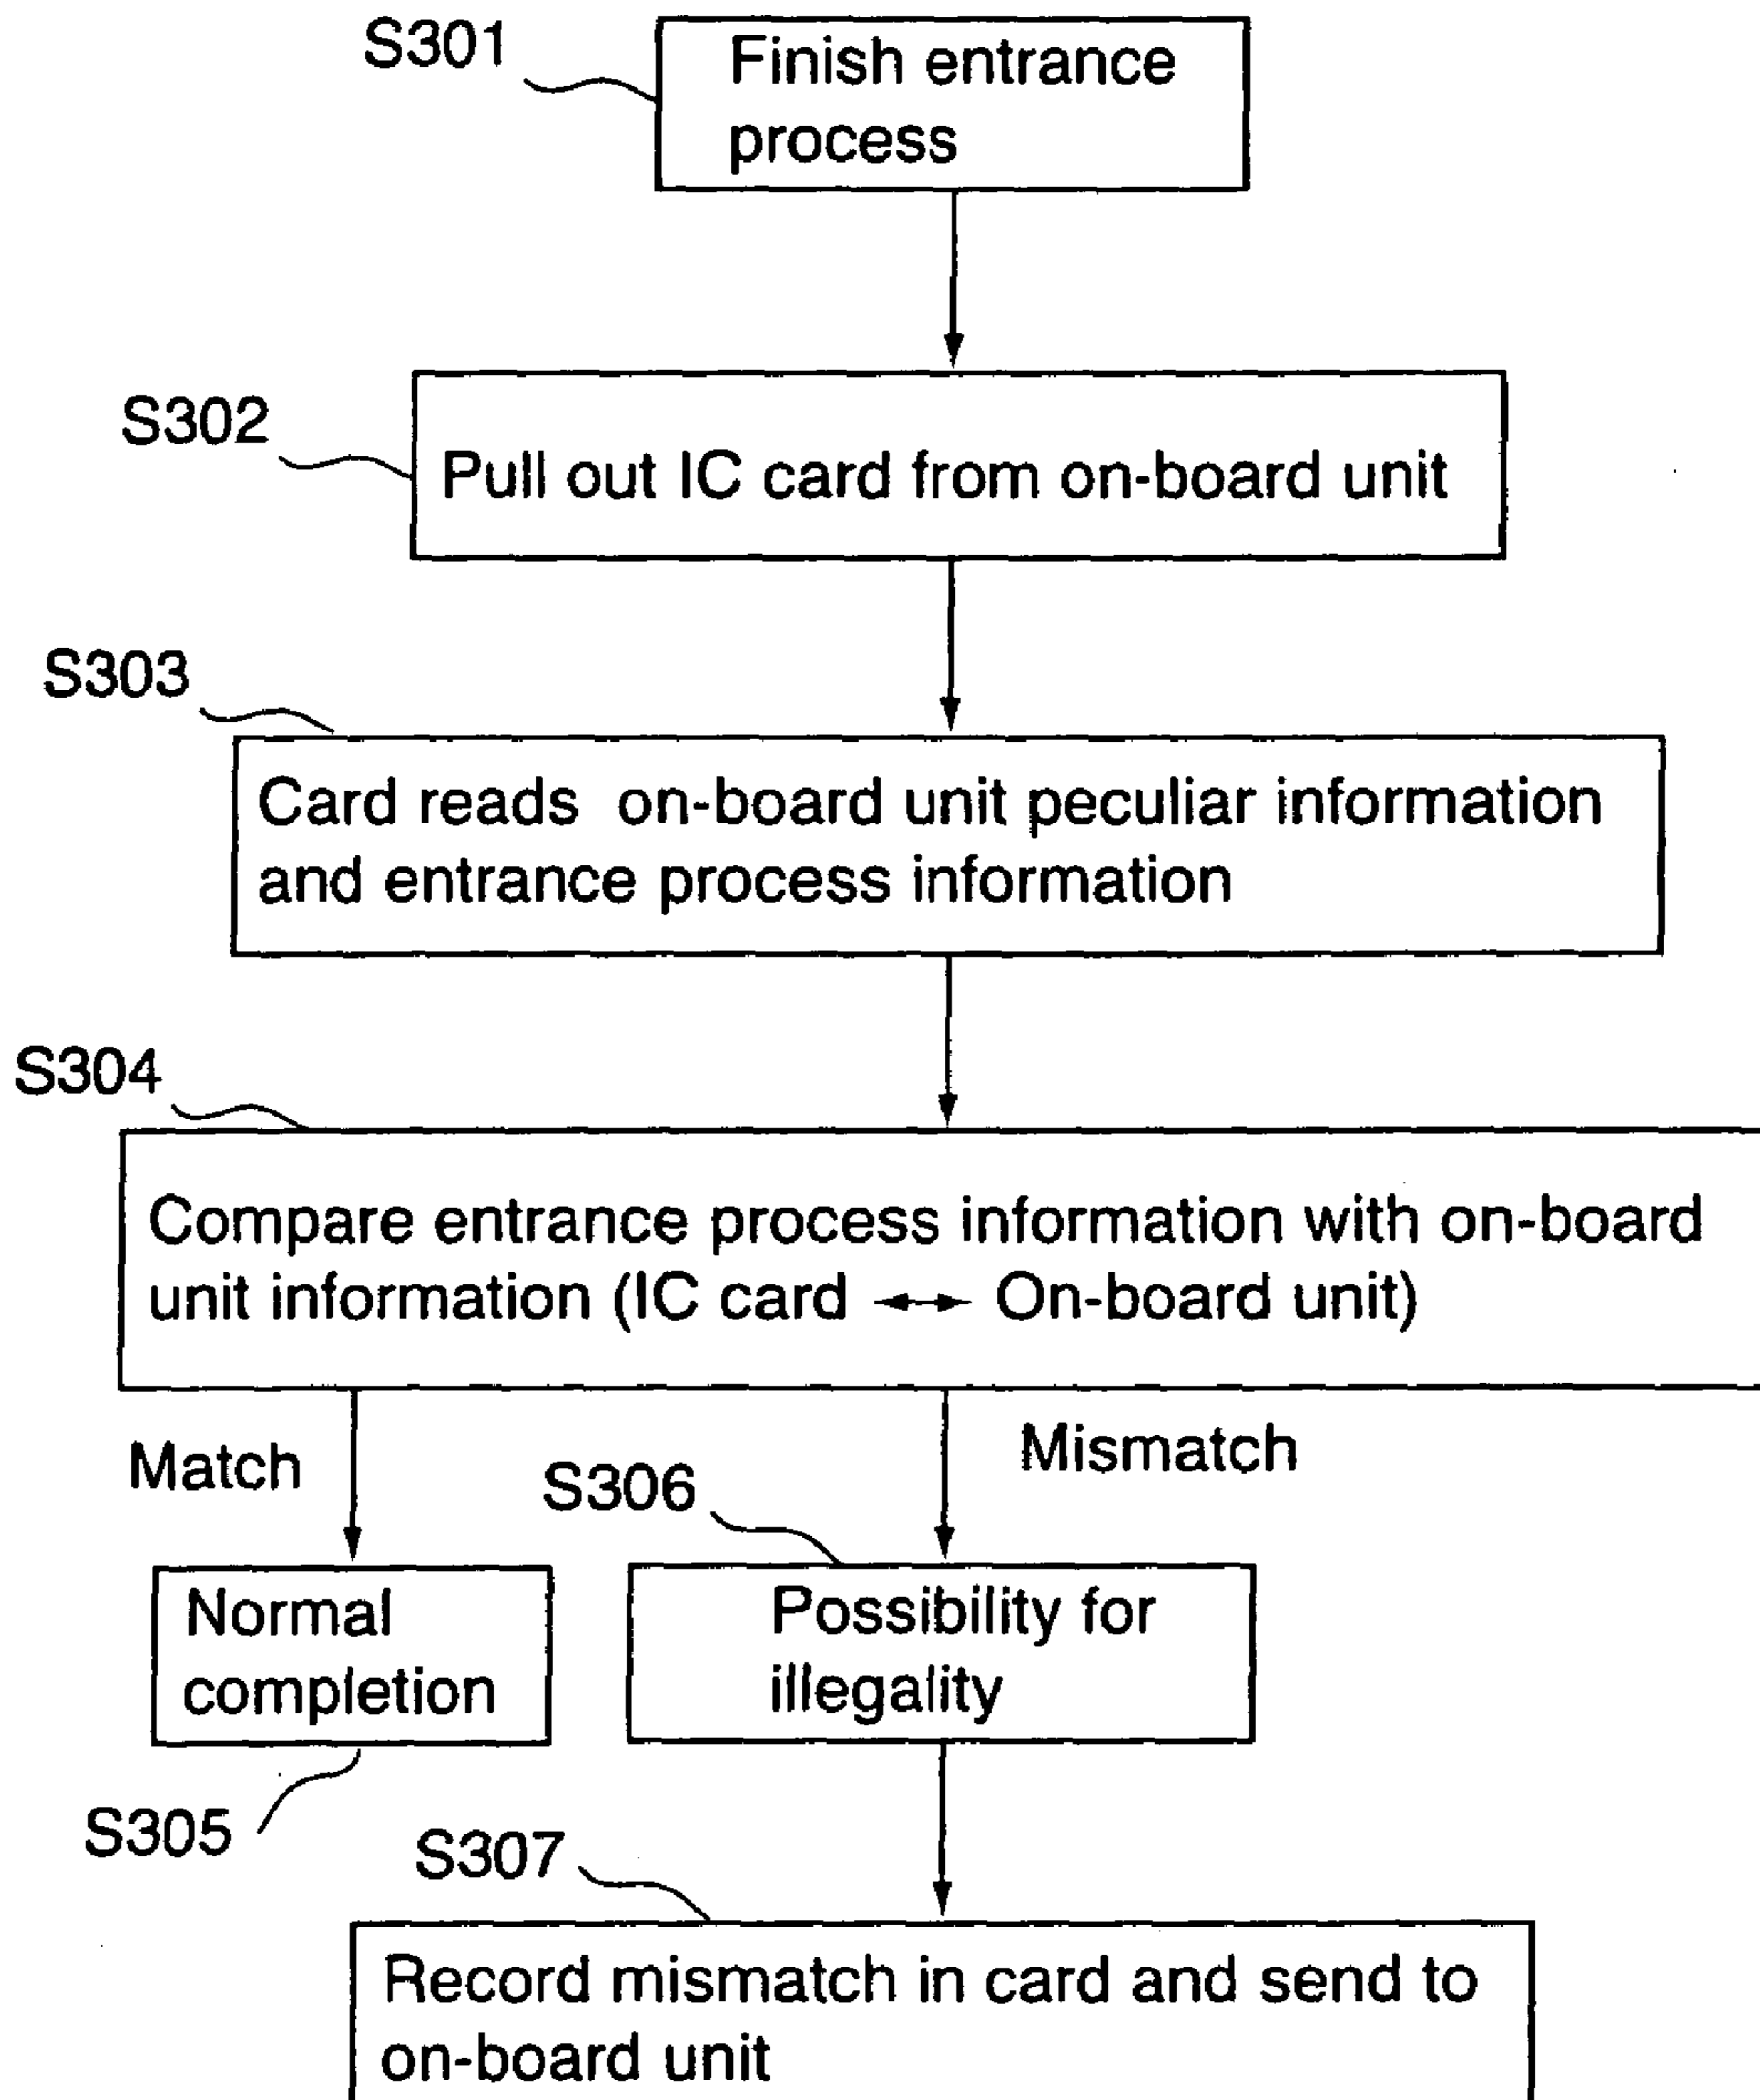 S301
Finish entrance
process
S302
Pull out IC card from on-board unit
S303
Card reads on-board unit peculiar information
and entrance process information
S304
Compare entrance process information with on-board
unit information (IC card ↔ On-board unit)
Match
Mismatch
S306
Normal
completion
Possibility for
illegality
S305
S307
Record mismatch in card and send to
on-board unit